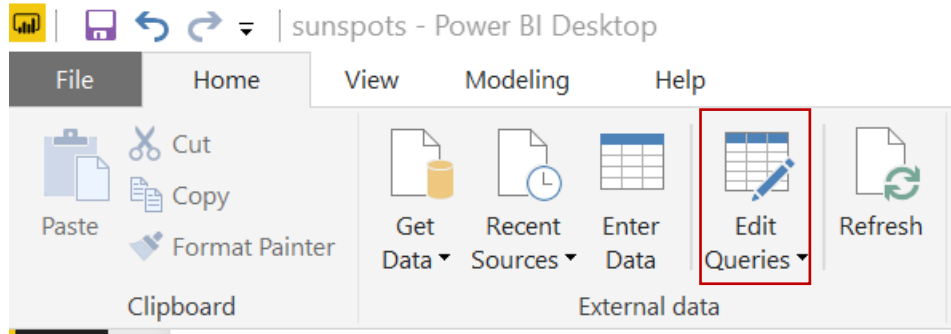 sunspots - Power BI Desktop
File Home View Modeling Help
Paste
Cut
Copy
Format Painter
Clipboard
Get
Data
Recent
Sources
Enter
Data
Edit
Queries
Refresh
External data